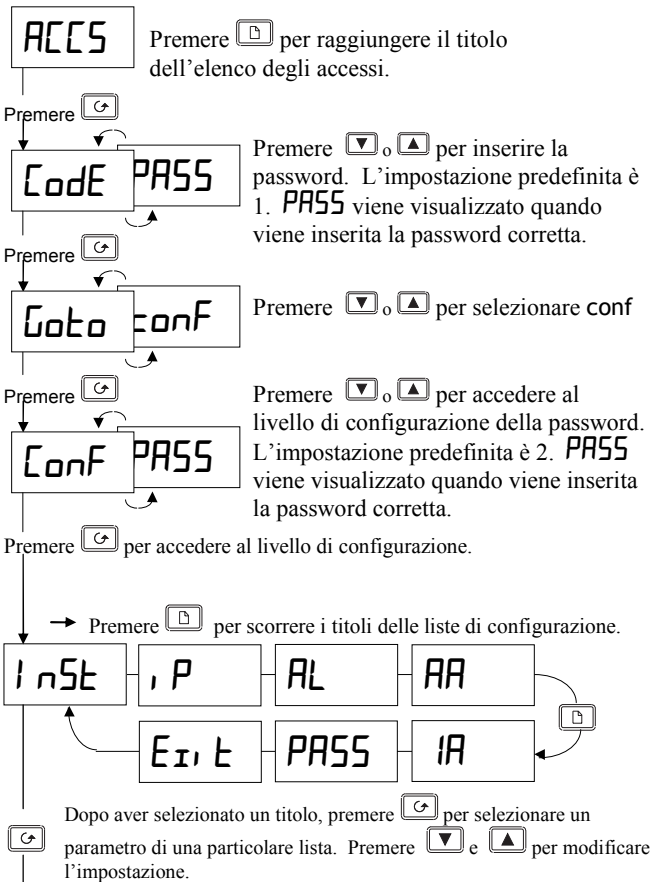 ACCS
Premere per raggiungere il titolo
dell'elenco degli accessi.
Premere
CodE PASS
Premere ▼ o ▲ per inserire la
password. L'impostazione predefinita è
1. PASS viene visualizzato quando
viene inserita la password corretta.
Premere
Goto conF
Premere ▼ o ▲ per selezionare conf
Premere
ConF PASS
Premere ▼ o ▲ per accedere al
livello di configurazione della password.
L'impostazione predefinita è 2. PASS
viene visualizzato quando viene inserita
la password corretta.
Premere per accedere al livello di configurazione.
Premere per scorrere i titoli delle liste di configurazione.
InSt iP AL AA
Exit PASS 1A
Dopo aver selezionato un titolo, premere per selezionare un
parametro di una particolare lista. Premere ▼ e ▲ per modificare
l'impostazione.